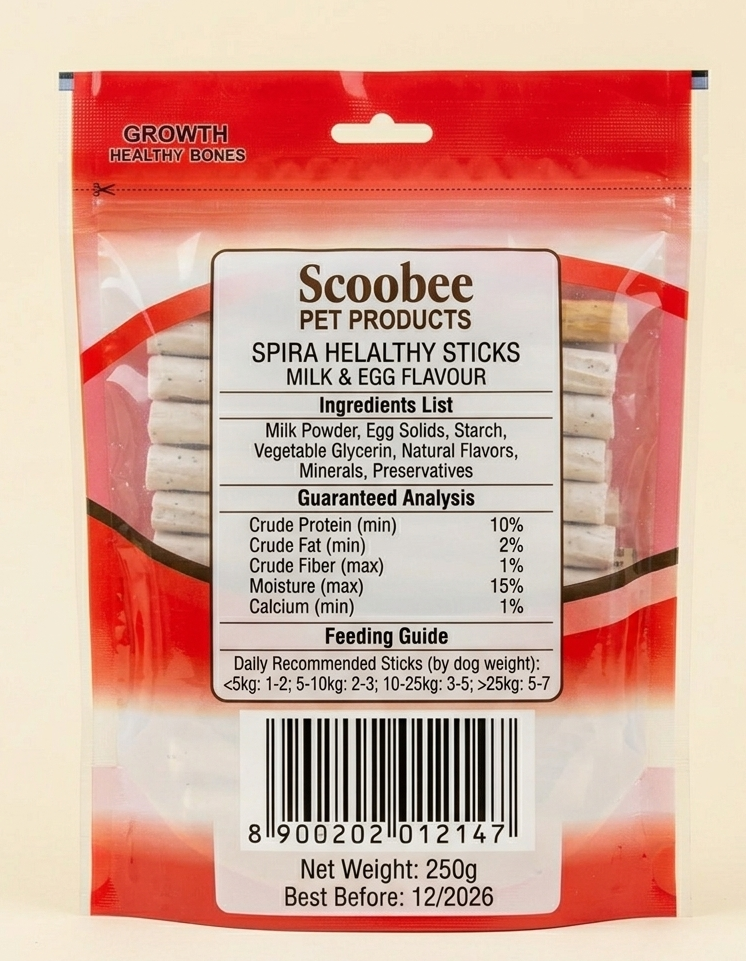 GROWTH
HEALTHY BONES
Scoobee
PET PRODUCTS
SPIRA HELALTHY STICKS
MILK & EGG FLAVOUR
Ingredients List
Milk Powder, Egg Solids, Starch,
Vegetable Glycerin, Natural Flavors,
Minerals, Preservatives
Guaranteed Analysis
Crude Protein (min) 10%
Crude Fat (min) 2%
Crude Fiber (max) 1%
Moisture (max) 15%
Calcium (min) 1%
Feeding Guide
Daily Recommended Sticks (by dog weight):
<5kg: 1-2; 5-10kg: 2-3; 10-25kg: 3-5; >25kg: 5-7
8 900202 012147
Net Weight: 250g
Best Before: 12/2026